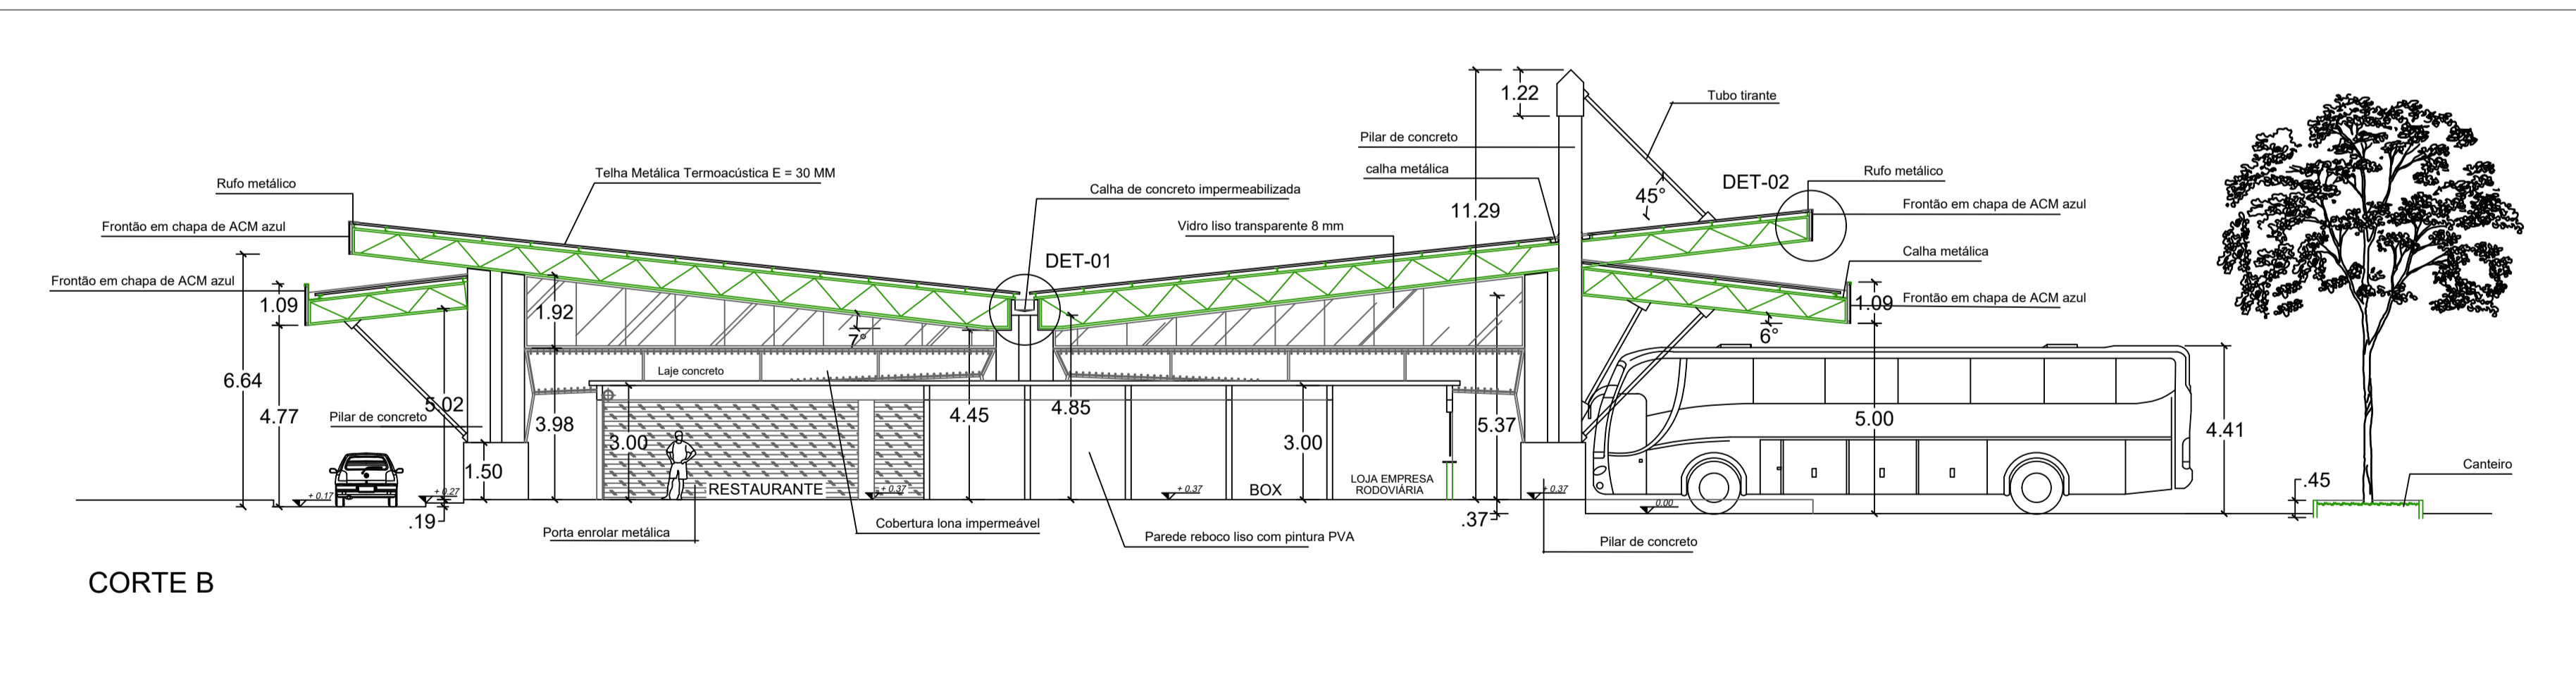 1.22
Tubo tirante
Pilar de concreto
Telha Metálica Termoacústica E = 30 MM
calha metálica
Rufo metálico
DET-02
Rufo metálico
Calha de concreto impermeabilizada
45°
11.29
Frontão em chapa de ACM azul
Frontão em chapa de ACM azul
Vidro liso transparente 8 mm
Calha metálica
DET-01
Frontão em chapa de ACM azul
1.09
1.92
1.09
Frontão em chapa de ACM azul
7°
6°
Laje concreto
6.64
4.77
5.02
Pilar de concreto
3.98
3.00
4.45
4.85
3.00
5.37
5.00
4.41
1.50
RESTAURANTE
BOX
LOJA EMPRESA
RODOVIÁRIA
Canteiro
.45
+ 0.17
+ 0.27
+ 0.37
+ 0.37
+ 0.37
0.00
.19
.37
Porta enrolar metálica
Cobertura lona impermeável
Parede reboco liso com pintura PVA
Pilar de concreto
CORTE B